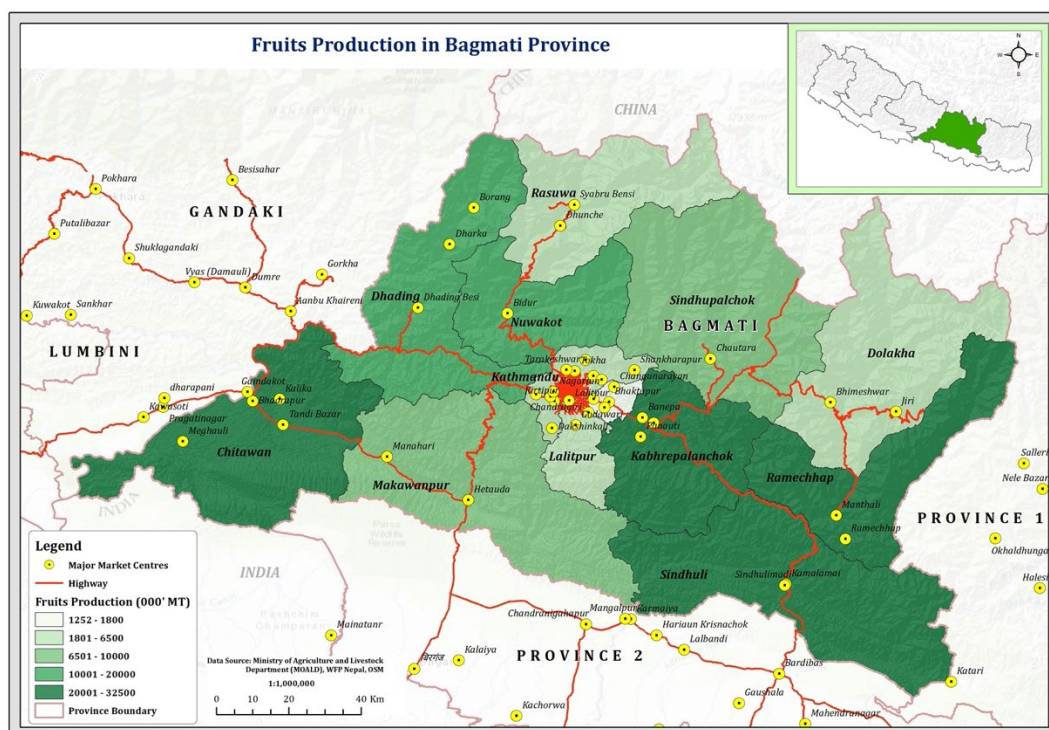 Fruits Production in Bagmati Province
N
W
E
S
CHINA
Besisahar
Pokhara
Borang
Rasuwa
Syabru Bensi
GANDAKI
Dhunche
Putalibazar
Dharka
Shuklagandaki
Gorkha
Vyas (Damauli)
Dumre
Sindhupalchok
Dhading
Dhading Besi
Bidur
Aanbu Khaireni
Kuwakot
Sankhar
Nuwakot
BAGMATI
LUMBINI
Dolakha
Tarakeshwar
Tokha
Shankharapur
Chautara
Kathmandu
Nagarjun
Changunarayan
dharapani
Gaindakot
Kalika
Kirtipur
Lalitpur
Bhaktapur
Bhimeshwar
Kawasoti
Bharatpur
Chandragiri
Godawari
Banepa
Jiri
Pragatinagar
Tandi Bazar
Dakshinkali
Panauti
Meghauli
Chitawan
Manahari
Lalitpur
Kabhrepalanchok
Salleri
Makawanpur
Ramechhap
Nele Bazar
INDIA
Hetauda
Manthali
PROVINCE 1
Ramechhap
Okhaldhunga
INDIA
Sindhuli
Sindhulimadi
Kamalamai
Halesi
Chandranigahapur
Mangalpur
Karmaiya
Mainatanr
Hariaun Krisnachok
Lalbandi
PROVINCE 2
बिरगंज
Kalaiya
Bardibas
Katari
Gaushala
Kachorwa
Mahendranagar
Legend
Major Market Centres
Highway
Fruits Production (000' MT)
1252 - 1800
1801 - 6500
6501 - 10000
10001 - 20000
20001 - 32500
Province Boundary
Data Source: Ministry of Agriculture and Livestock
Department (MOALD), WFP Nepal, OSM
1:1,000,000
0 10 20 40 Km